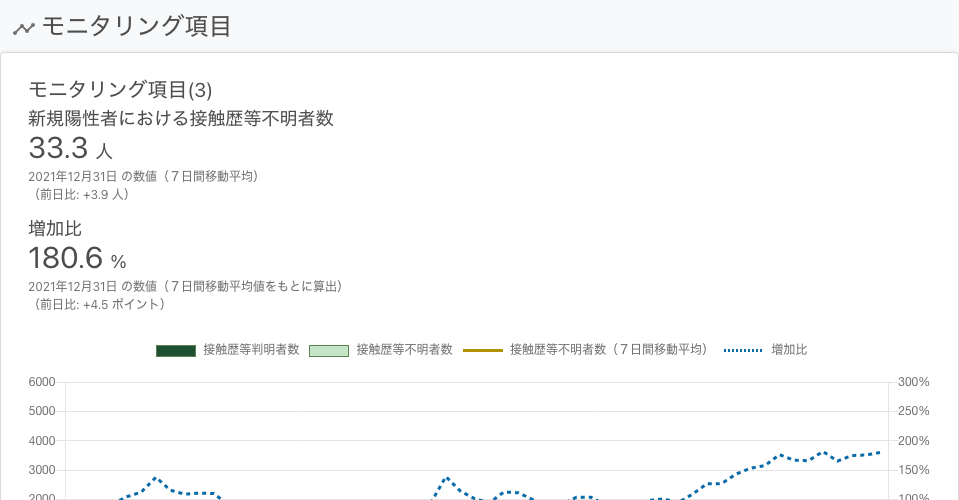 モニタリング項目
モニタリング項目(3)
新規陽性者における接触歴等不明者数
33.3 人
2021年12月31日 の数値（７日間移動平均）
（前日比: +3.9 人）
増加比
180.6 %
2021年12月31日 の数値（７日間移動平均値をもとに算出）
（前日比: +4.5 ポイント）
接触歴等判明者数 接触歴等不明者数 接触歴等不明者数（７日間移動平均） 増加比
6000 300%
5000 250%
4000 200%
3000 150%
2000 100%